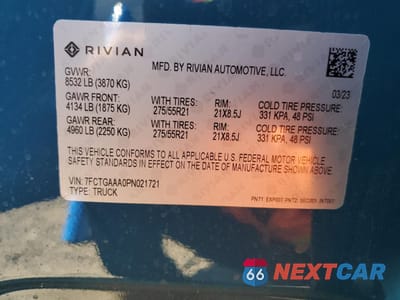 RIVIAN
MFD. BY RIVIAN AUTOMOTIVE, LLC.
GVWR:
8532 LB (3870 KG)
03/23
GAWR FRONT: WITH TIRES: RIM: COLD TIRE PRESSURE:
4134 LB (1875 KG) 275/55R21 21X8.5J 331 KPA, 48 PSI
GAWR REAR: WITH TIRES: RIM: COLD TIRE PRESSURE:
4960 LB (2250 KG) 275/55R21 21X8.5J 331 KPA, 48 PSI
THIS VEHICLE CONFORMS TO ALL APPLICABLE U.S. FEDERAL MOTOR VEHICLE
SAFETY STANDARDS IN EFFECT ON THE DATE OF MANUFACTURE SHOWN ABOVE.
VIN: 7FCTGAAA0PN021721
TYPE: TRUCK
66 NEXTCAR